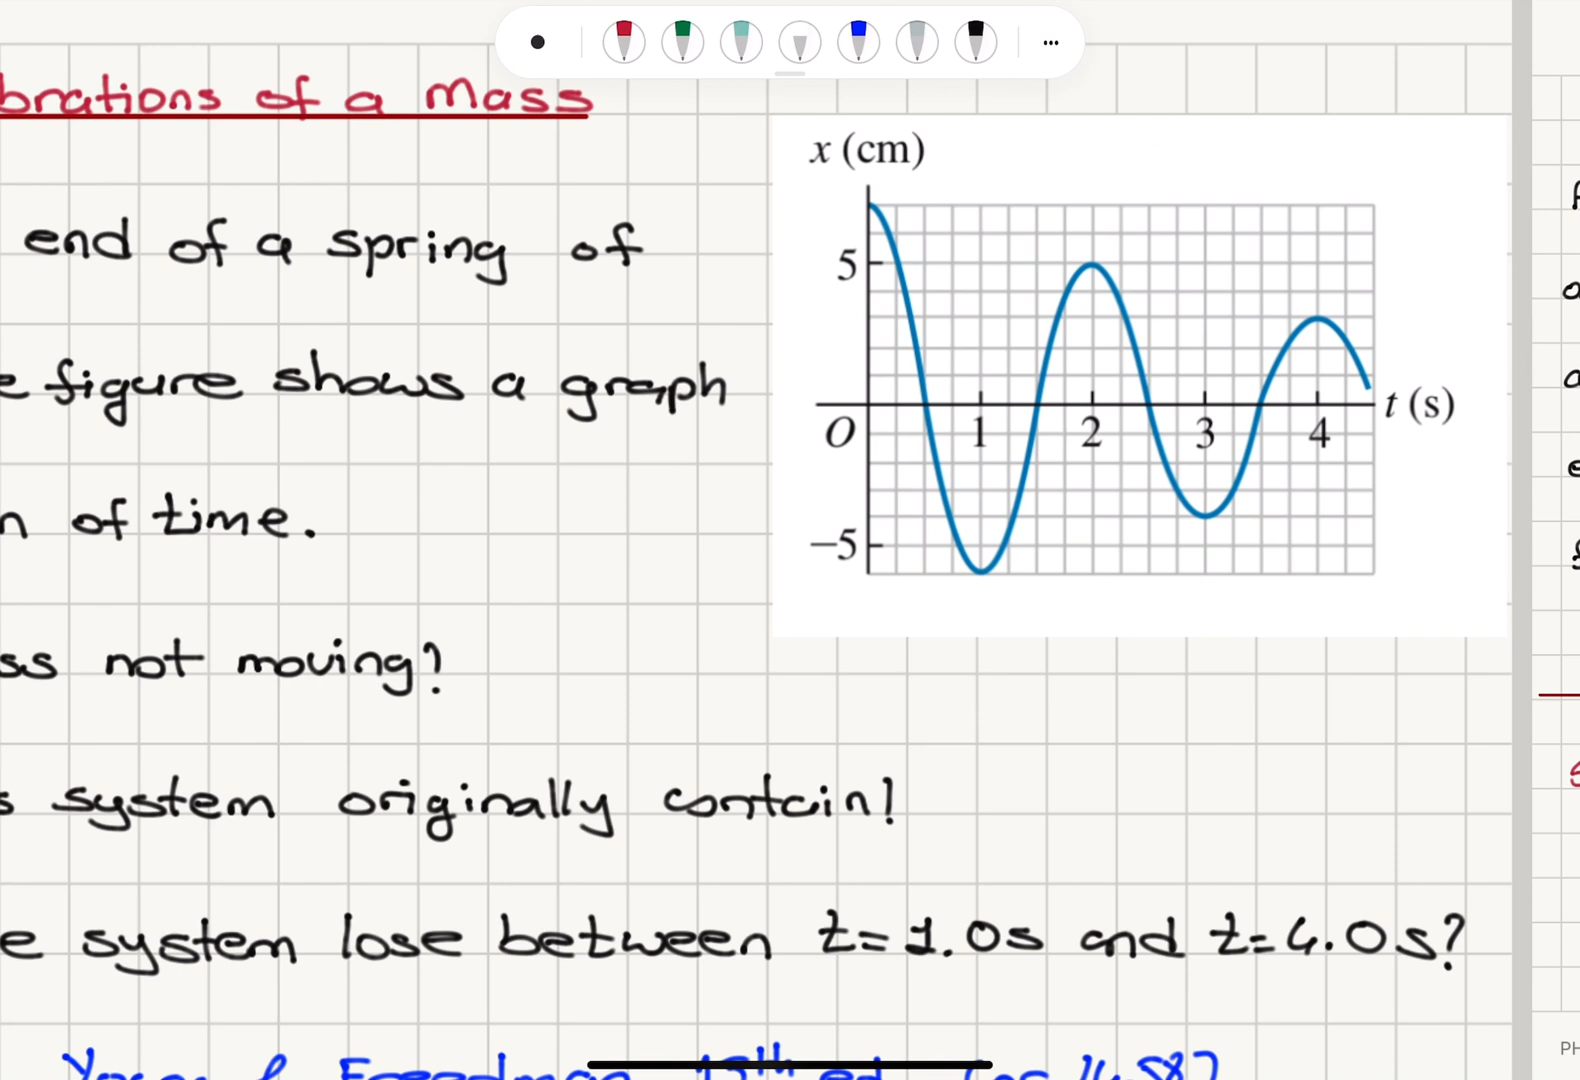 brations of a Mass
end of a spring of
e figure shows a graph
n of time.
ss not moving?
s system originally contain?
e system lose between t=1.0s and t=4.0s?
x (cm)
5
O 1 2 3 4 t (s)
−5
PH